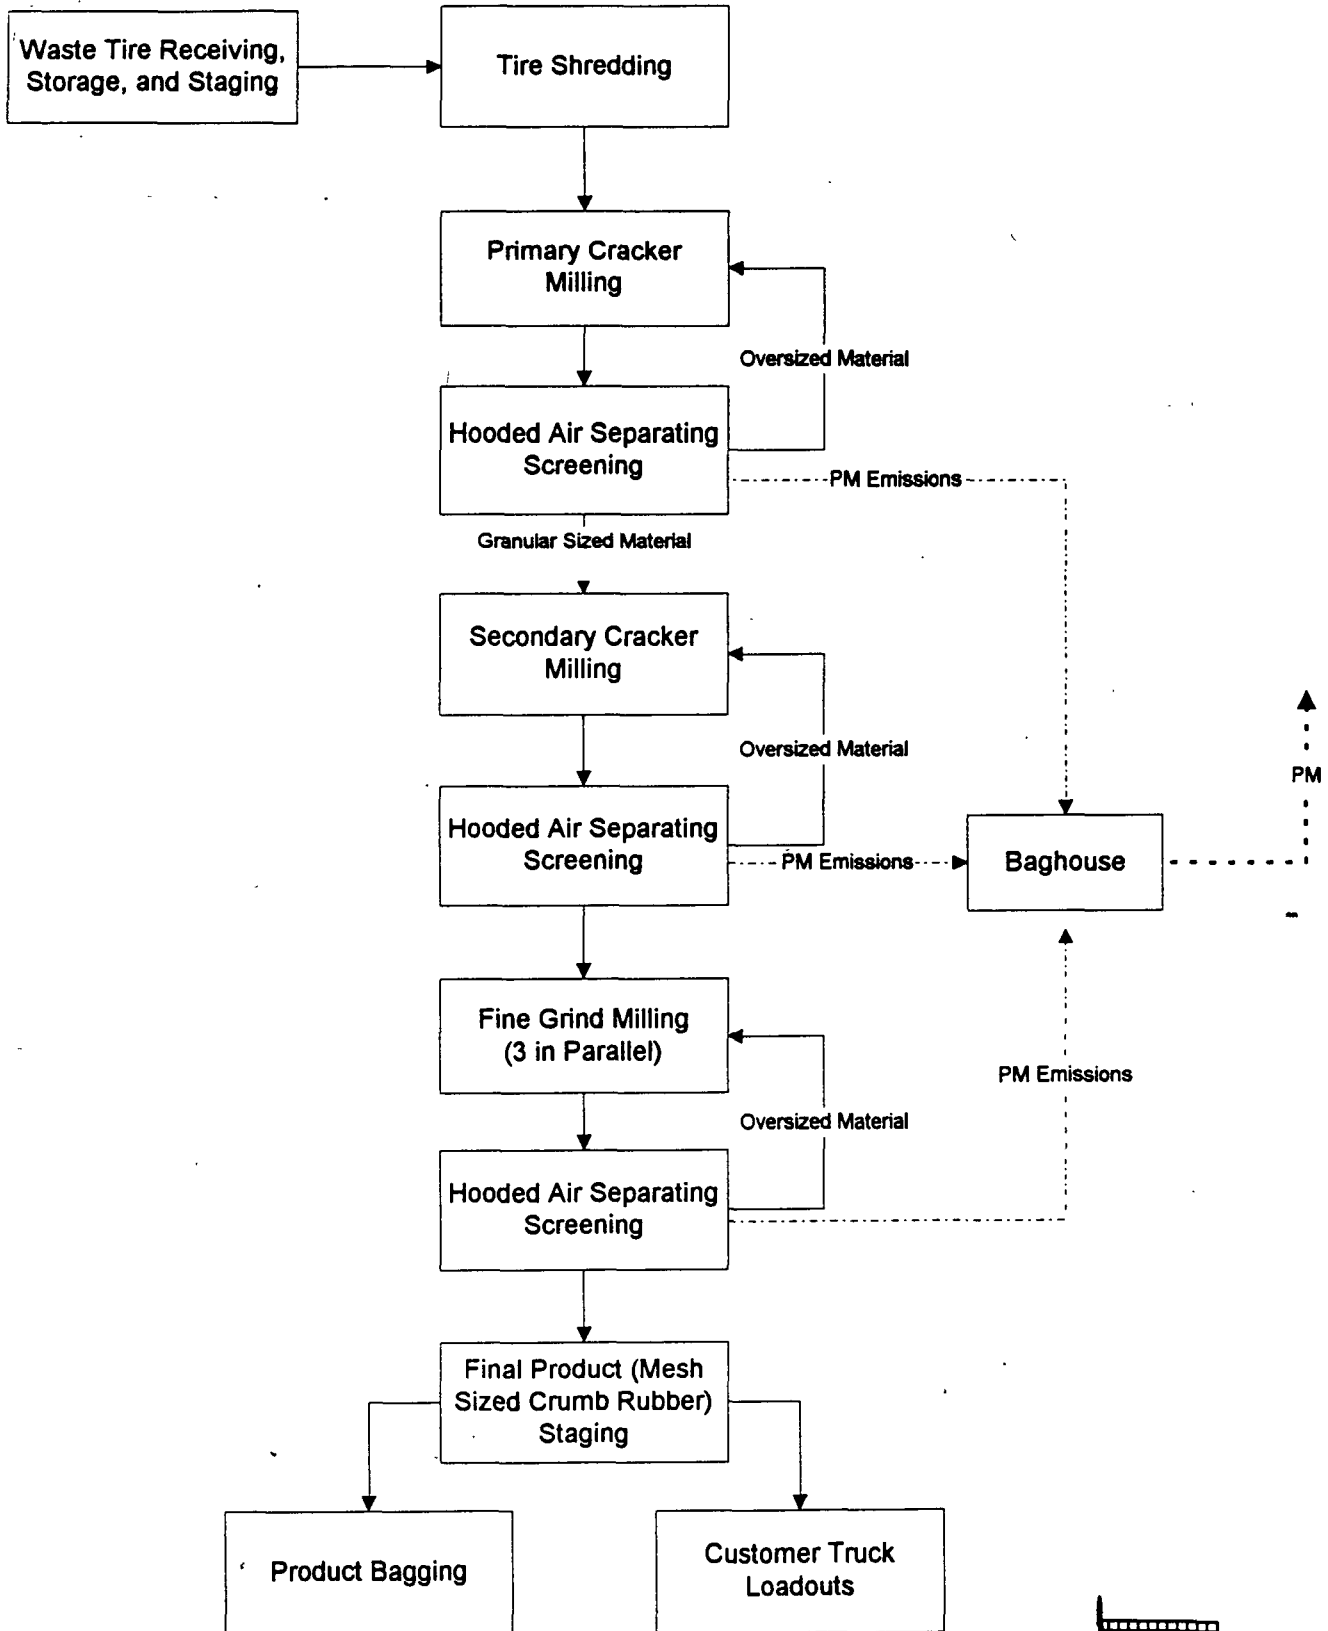 Waste Tire Receiving,
Storage, and Staging
Tire Shredding
Primary Cracker
Milling
Oversized Material
Hooded Air Separating
Screening
PM Emissions
Granular Sized Material
Secondary Cracker
Milling
Oversized Material
PM
Hooded Air Separating
Screening
PM Emissions
Baghouse
Fine Grind Milling
(3 in Parallel)
PM Emissions
Oversized Material
Hooded Air Separating
Screening
Final Product (Mesh
Sized Crumb Rubber)
Staging
Product Bagging
Customer Truck
Loadouts